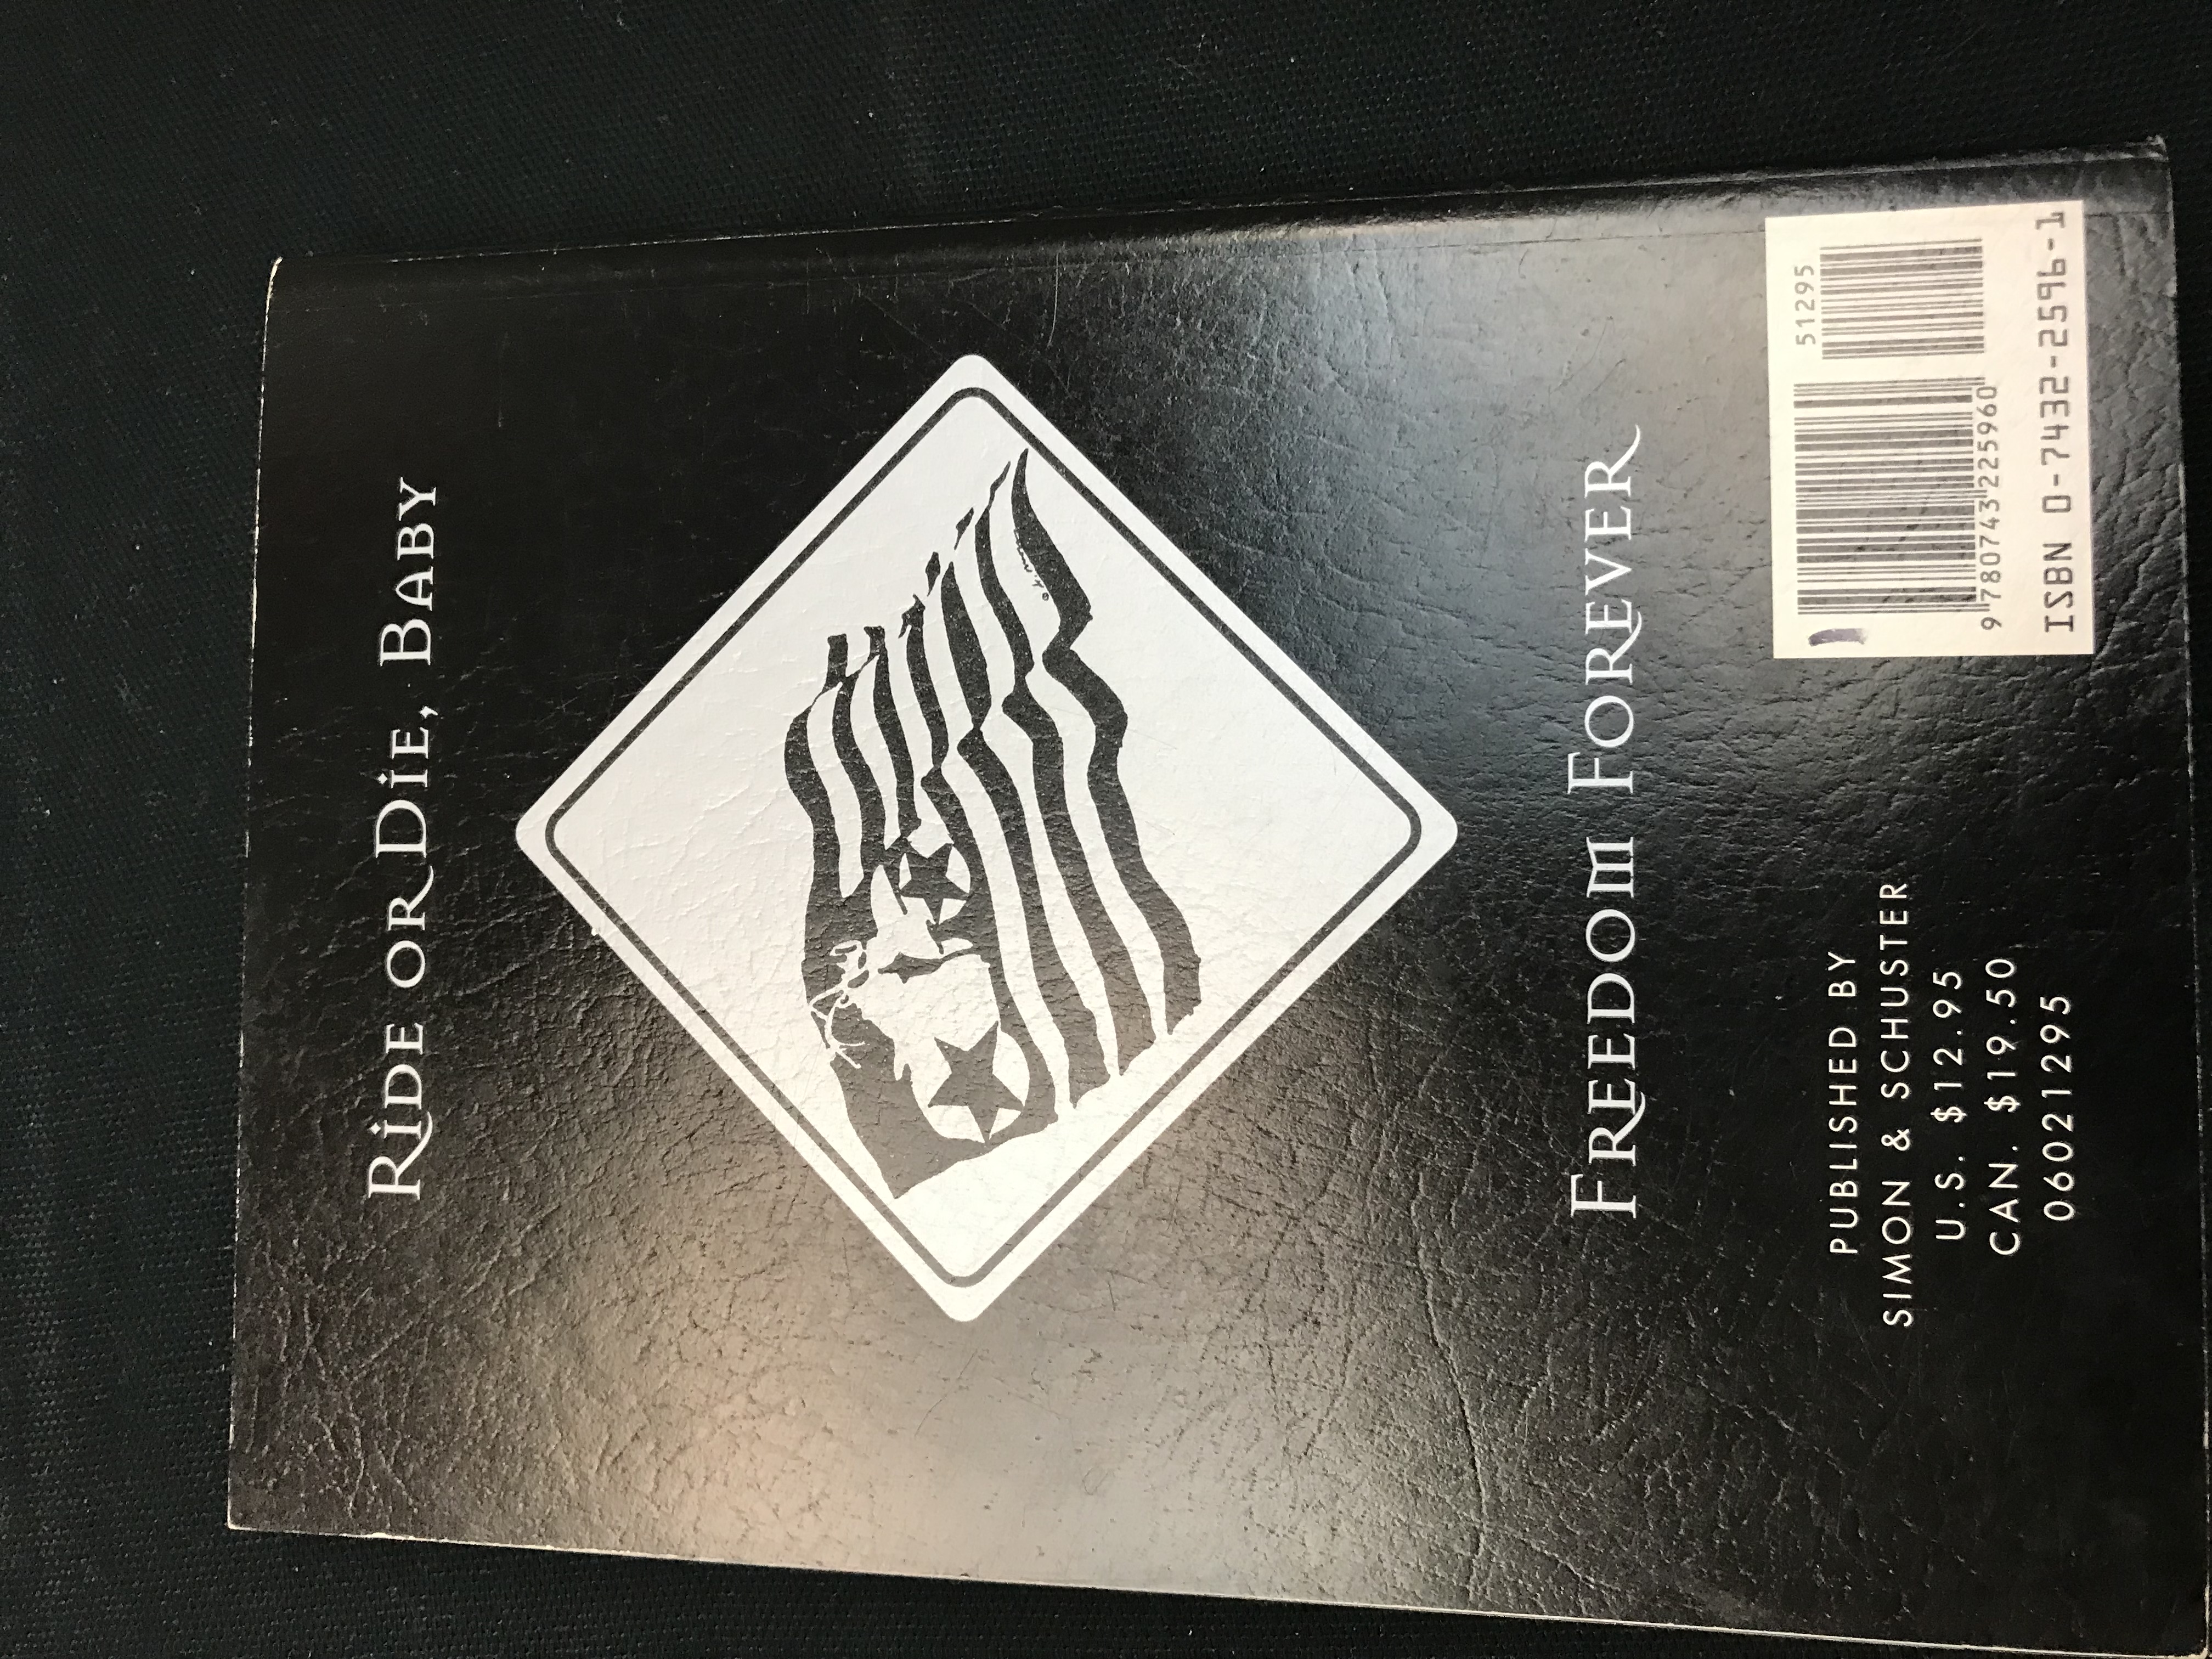 RIDE OR DIE, BABY
FREEDOM FOREVER
PUBLISHED BY
SIMON & SCHUSTER
U.S. $12.95
CAN. $19.50
06021295
51295
9 780743 225960
ISBN 0-7432-2596-1